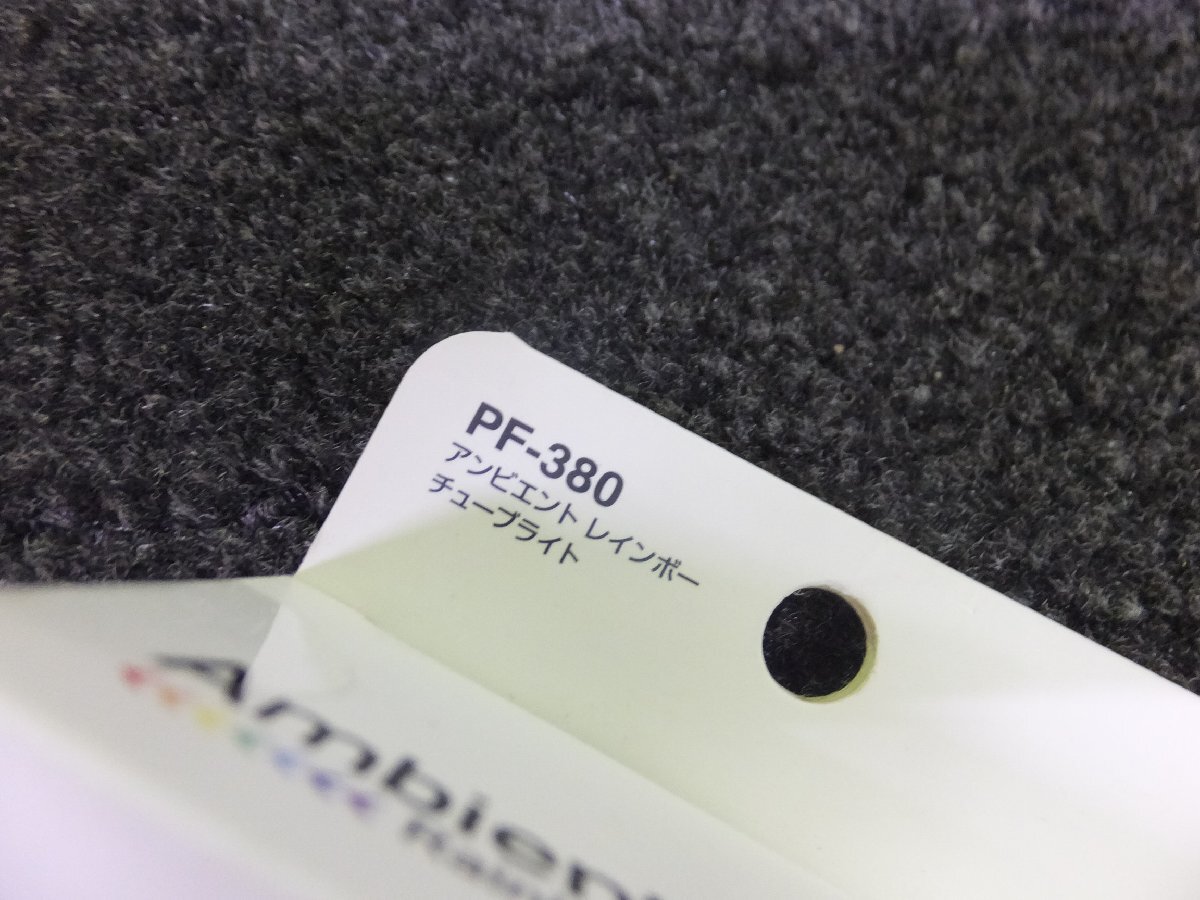 PF-380
アンビエント レインボー
チューブライト
Ambient